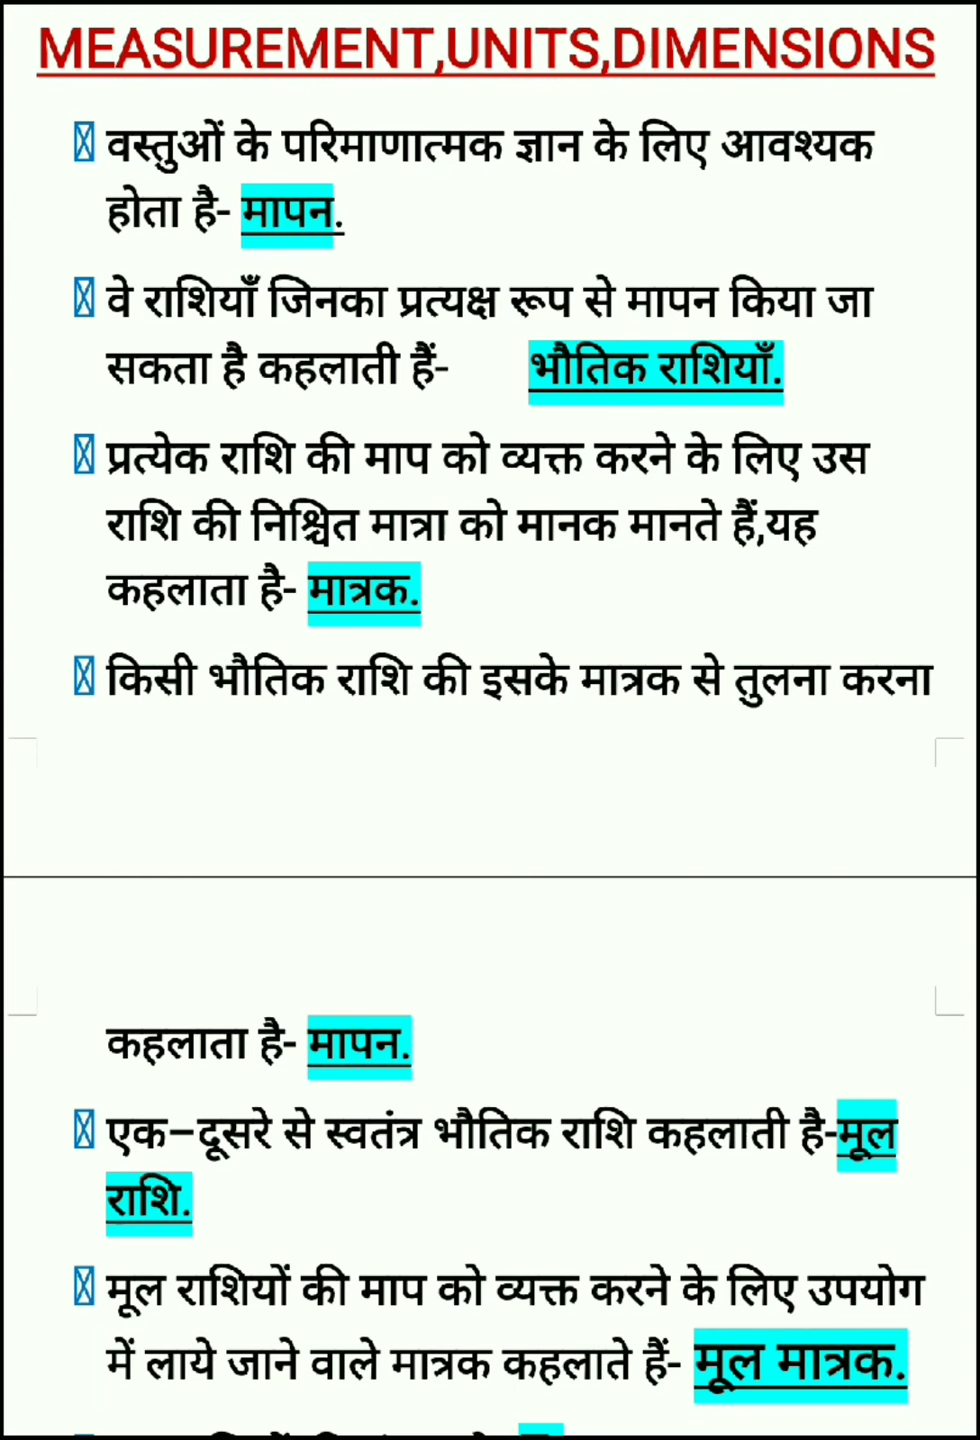 MEASUREMENT,UNITS,DIMENSIONS
वस्तुओं के परिमाणात्मक ज्ञान के लिए आवश्यक
होता है- मापन.
वे राशियाँ जिनका प्रत्यक्ष रूप से मापन किया जा
सकता है कहलाती हैं- भौतिक राशियाँ.
प्रत्येक राशि की माप को व्यक्त करने के लिए उस
राशि की निश्चित मात्रा को मानक मानते हैं,यह
कहलाता है- मात्रक.
किसी भौतिक राशि की इसके मात्रक से तुलना करना
कहलाता है- मापन.
एक–दूसरे से स्वतंत्र भौतिक राशि कहलाती है-मूल
राशि.
मूल राशियों की माप को व्यक्त करने के लिए उपयोग
में लाये जाने वाले मात्रक कहलाते हैं- मूल मात्रक.